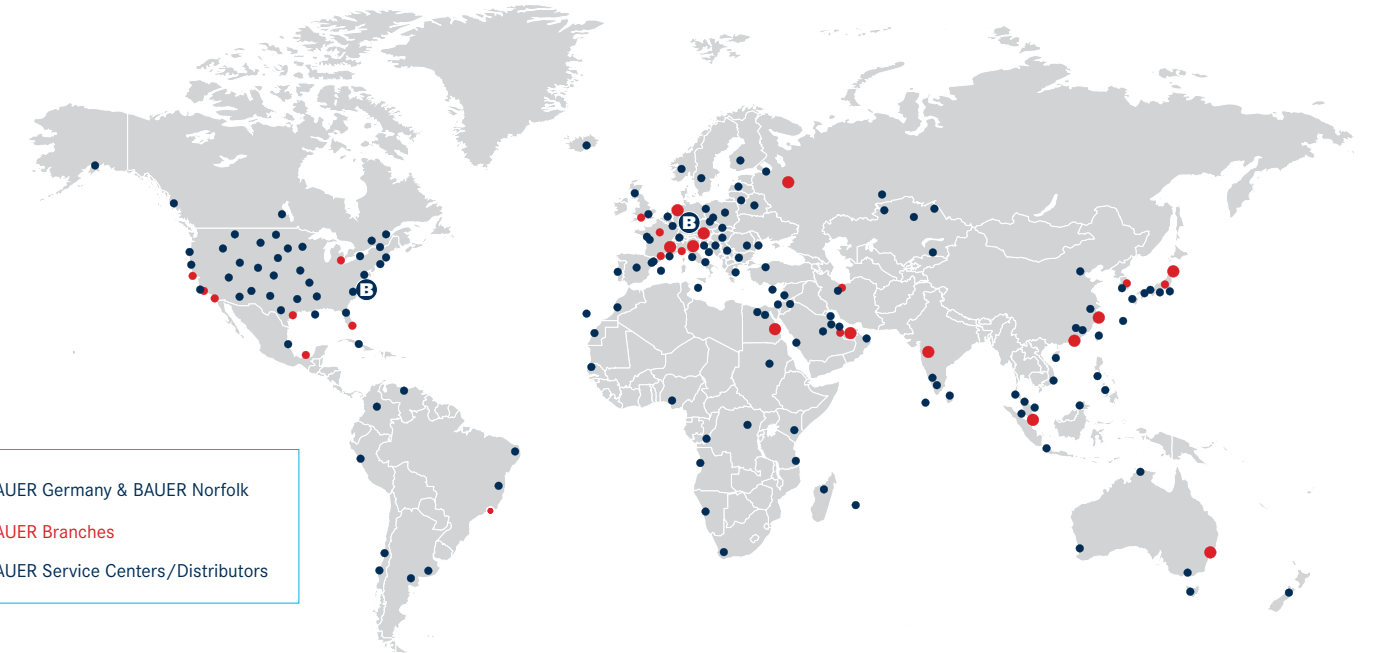 B
B
AUER Germany & BAUER Norfolk
AUER Branches
AUER Service Centers/Distributors